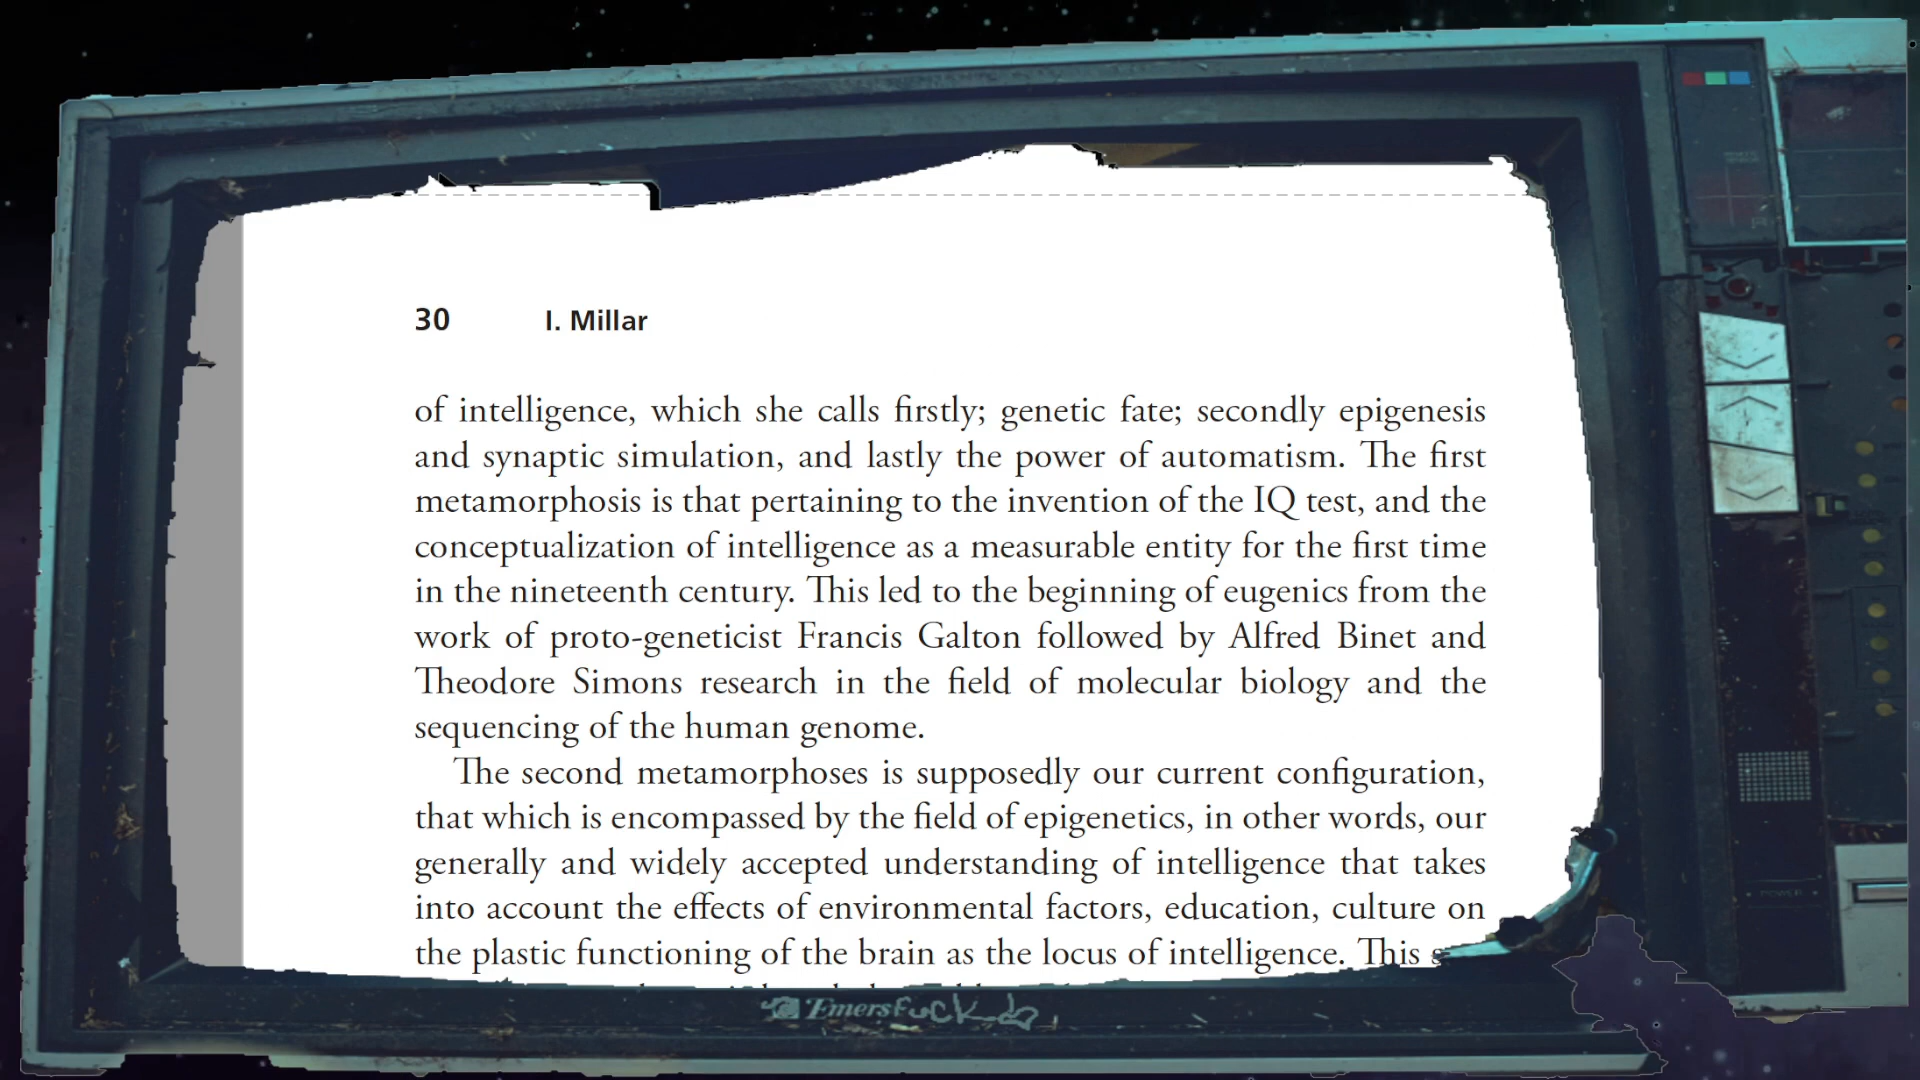 30 I. Millar
of intelligence, which she calls firstly; genetic fate; secondly epigenesis
and synaptic simulation, and lastly the power of automatism. The first
metamorphosis is that pertaining to the invention of the IQ test, and the
conceptualization of intelligence as a measurable entity for the first time
in the nineteenth century. This led to the beginning of eugenics from the
work of proto-geneticist Francis Galton followed by Alfred Binet and
Theodore Simons research in the field of molecular biology and the
sequencing of the human genome.
The second metamorphoses is supposedly our current configuration,
that which is encompassed by the field of epigenetics, in other words, our
generally and widely accepted understanding of intelligence that takes
into account the effects of environmental factors, education, culture on
the plastic functioning of the brain as the locus of intelligence. This
Emersfuck
POWER